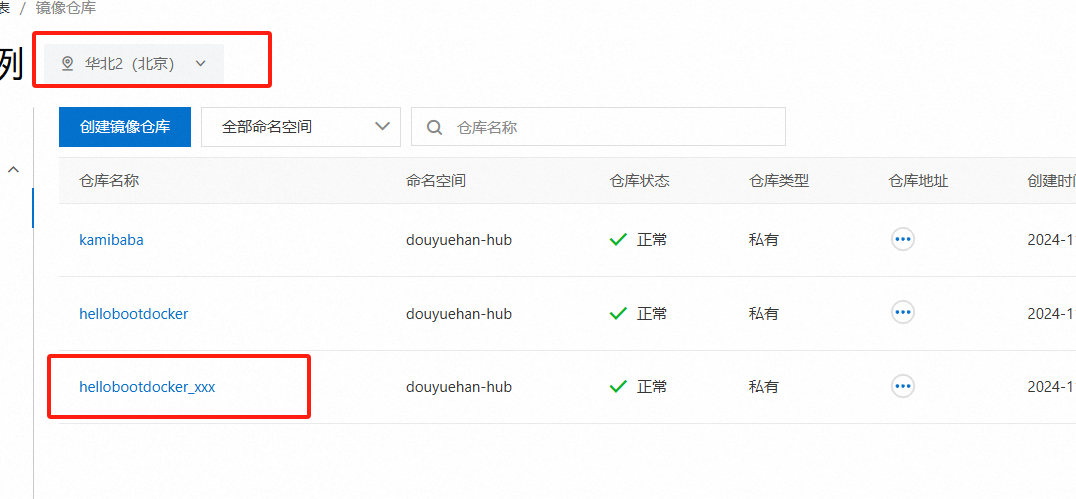 表 / 镜像仓库
例 华北2（北京）
创建镜像仓库 全部命名空间 仓库名称
仓库名称 命名空间 仓库状态 仓库类型 仓库地址 创建时间
kamibaba douyuehan-hub 正常 私有 2024-1
hellobootdocker douyuehan-hub 正常 私有 2024-1
hellobootdocker_xxx douyuehan-hub 正常 私有 2024-1